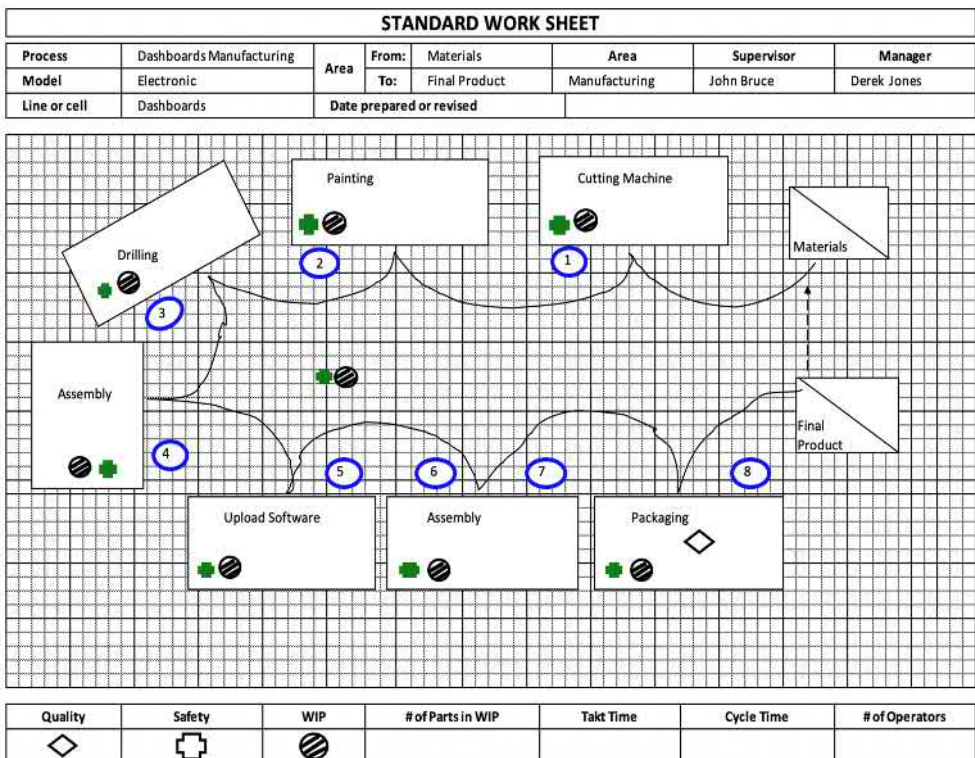 STANDARD WORK SHEET
Process Dashboards Manufacturing Area From: Materials Area Supervisor Manager
Model Electronic To: Final Product Manufacturing John Bruce Derek Jones
Line or cell Dashboards Date prepared or revised
Painting
Cutting Machine
Drilling
Materials
2
1
3
Assembly
Final
Product
4
5
6
7
8
Upload Software
Assembly
Packaging
Quality Safety WIP # of Parts in WIP Takt Time Cycle Time # of Operators